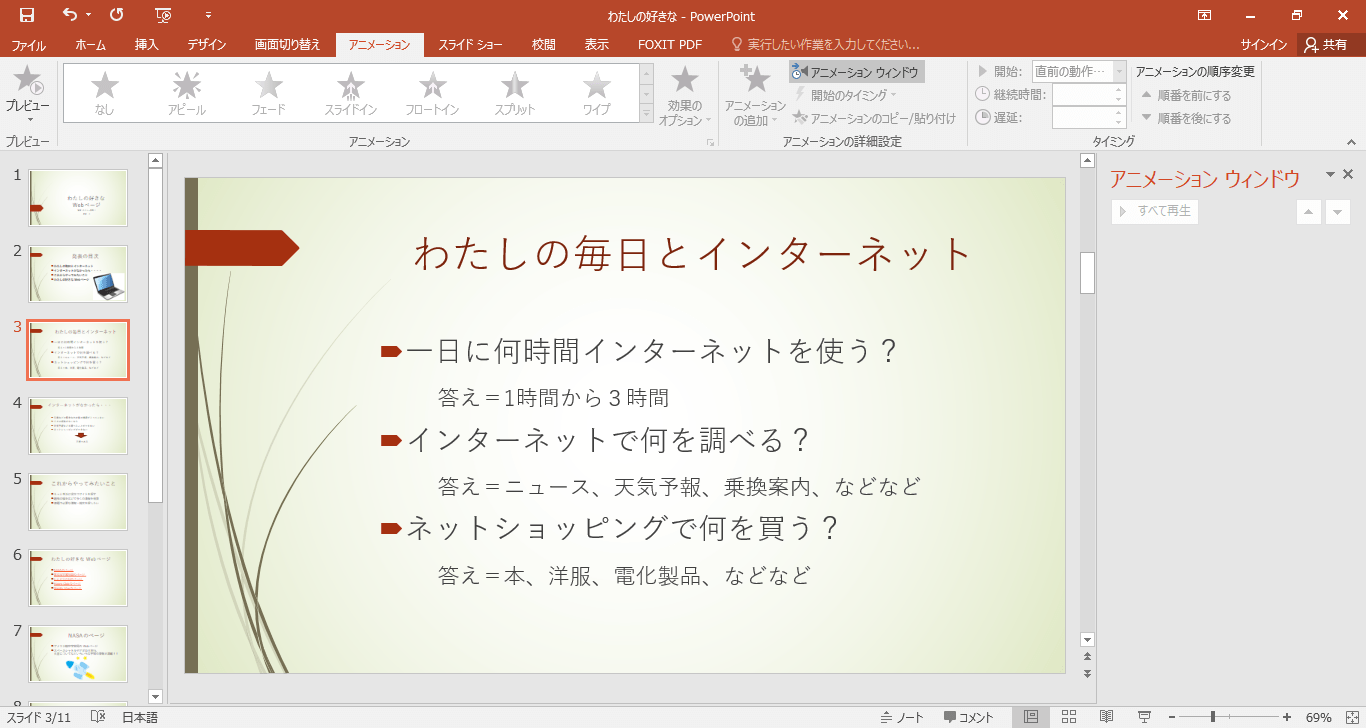 わたしの好きな - PowerPoint
ファイル ホーム 挿入 デザイン 画面切り替え アニメーション スライド ショー 校閲 表示 FOXIT PDF 実行したい作業を入力してください... サインイン 共有
プレビュー
なし アピール フェード スライドイン フロートイン スプリット ワイプ
効果のオプション
アニメーションの追加
アニメーション ウィンドウ
開始のタイミング
アニメーションのコピー/貼り付け
開始: 直前の動作…
継続時間:
遅延:
アニメーションの順序変更
順番を前にする
順番を後にする
プレビュー アニメーション アニメーションの詳細設定 タイミング
1
わたしの好きな
Webページ
2
3
わたしの毎日とインターネット
4
5
これからやってみたいこと
6
わたしの好きな Webページ
7
NASAのページ
8
わたしの毎日とインターネット
一日に何時間インターネットを使う？
答え＝1時間から３時間
インターネットで何を調べる？
答え＝ニュース、天気予報、乗換案内、などなど
ネットショッピングで何を買う？
答え＝本、洋服、電化製品、などなど
アニメーション ウィンドウ
すべて再生
スライド 3/11 日本語 ノート コメント 69%